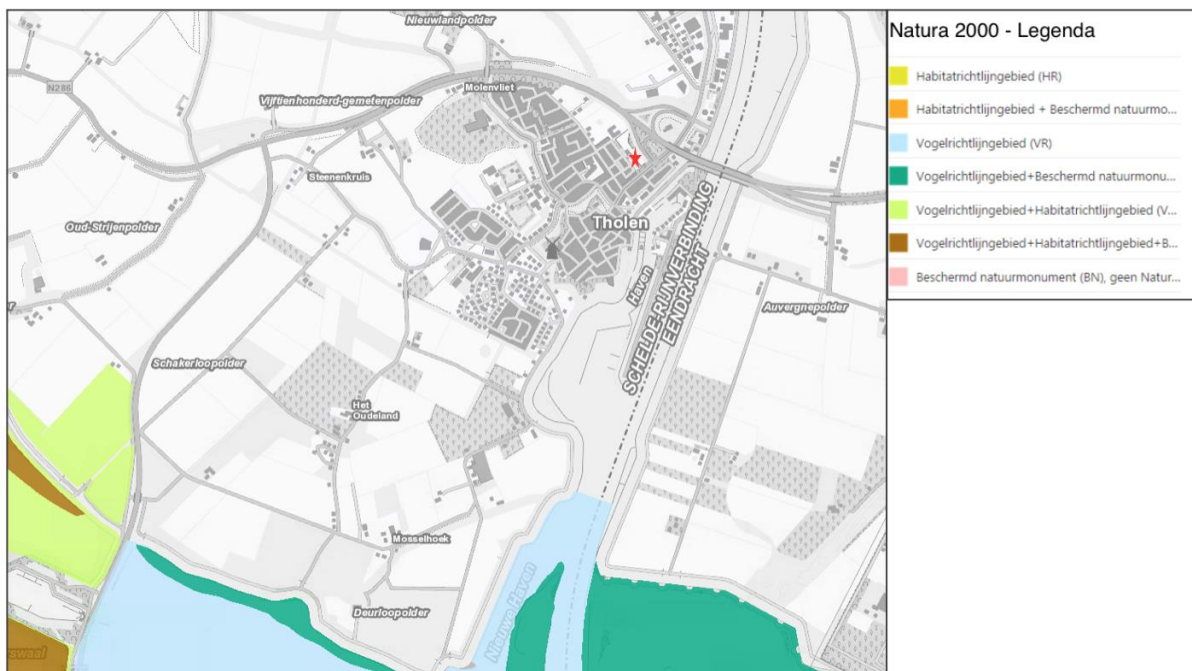 Nieuwlandpolder
N286
Molenvliet
Vijftienhonderd-gemetenpolder
Steenenkruis
Oud-Strijenpolder
Tholen
Haven
SCHELDE-RIJNVERBINDING
EENDRACHT
Auvergnepolder
Schakerloopolder
Het
Oudeland
Mosselhoek
Deurloopolder
Nieuwe Haven
Natura 2000 - Legenda
Habitatrichtlijngebied (HR)
Habitatrichtlijngebied + Beschermd natuurmo...
Vogelrichtlijngebied (VR)
Vogelrichtlijngebied+Beschermd natuurmonu...
Vogelrichtlijngebied+Habitatrichtlijngebied (V...
Vogelrichtlijngebied+Habitatrichtlijngebied+B...
Beschermd natuurmonument (BN), geen Natur...